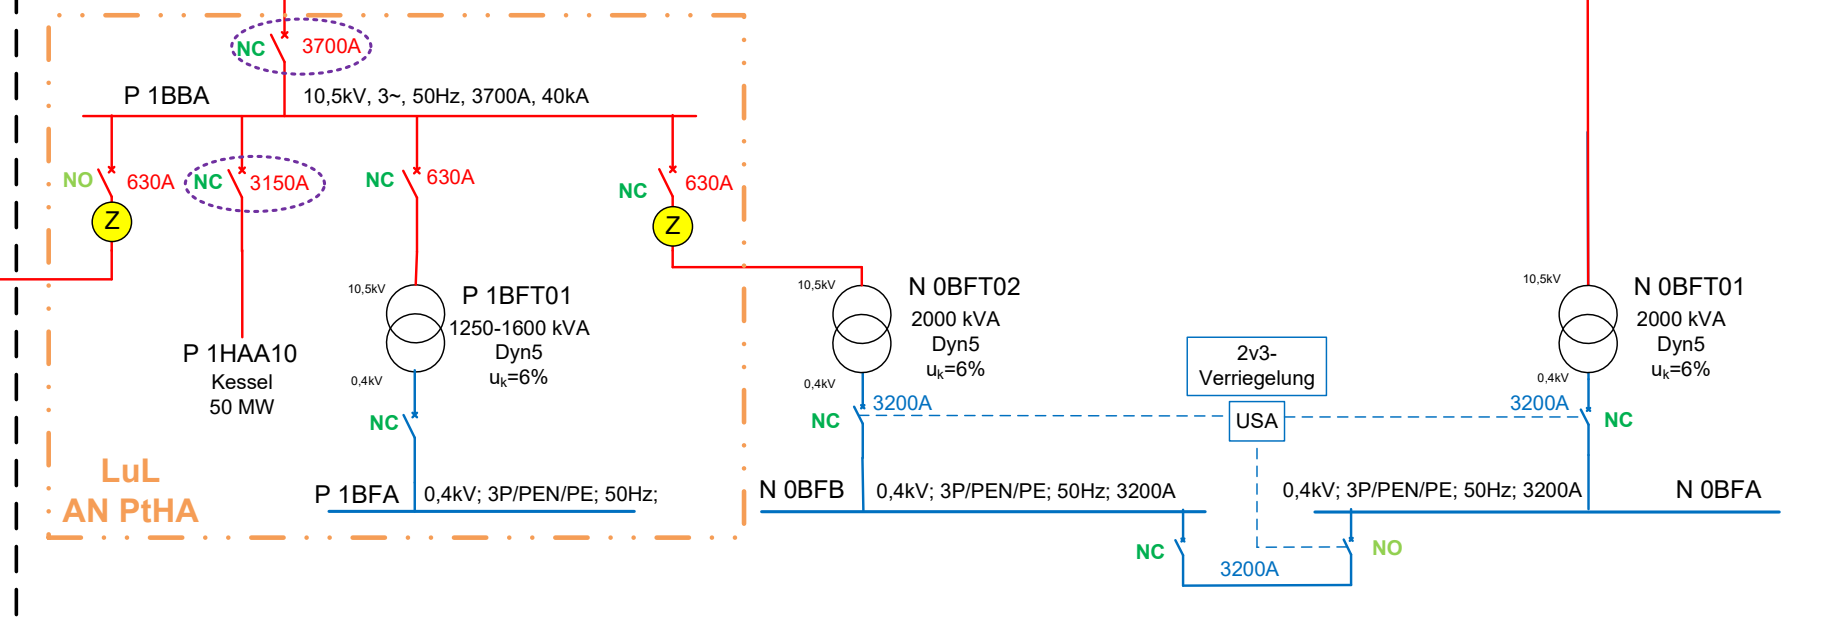 NC
3700A
P 1BBA
10,5kV, 3~, 50Hz, 3700A, 40kA
NO
630A
NC
3150A
NC
630A
NC
630A
Z
Z
10,5kV
P 1BFT01
1250-1600 kVA
Dyn5
uk=6%
0,4kV
10,5kV
N 0BFT02
2000 kVA
Dyn5
uk=6%
0,4kV
10,5kV
N 0BFT01
2000 kVA
Dyn5
uk=6%
0,4kV
P 1HAA10
Kessel
50 MW
2v3-
Verriegelung
USA
NC
NC
3200A
3200A
NC
LuL
AN PtHA
P 1BFA
0,4kV; 3P/PEN/PE; 50Hz;
N 0BFB
0,4kV; 3P/PEN/PE; 50Hz; 3200A
0,4kV; 3P/PEN/PE; 50Hz; 3200A
N 0BFA
NC
NO
3200A